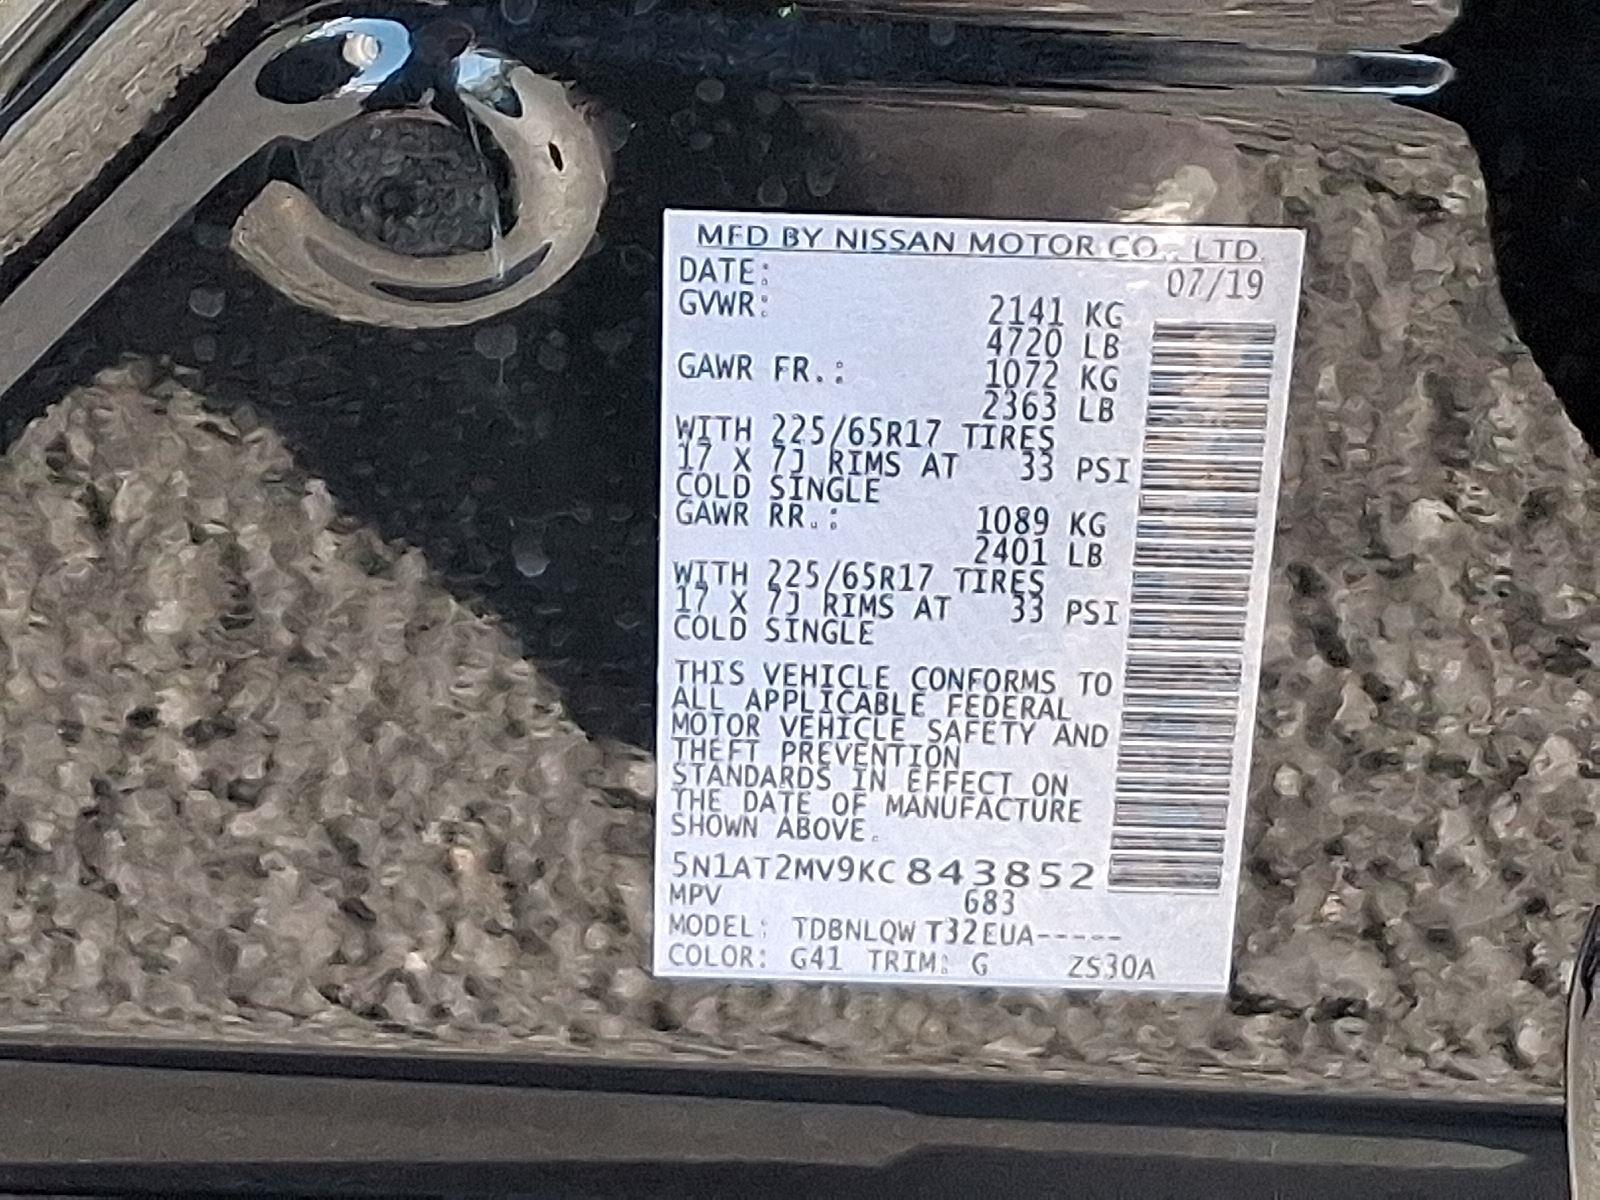 MFD BY NISSAN MOTOR CO., LTD.
DATE: 07/19
GVWR: 2141 KG
4720 LB
GAWR FR.: 1072 KG
2363 LB
WITH 225/65R17 TIRES
17 X 7J RIMS AT 33 PSI
COLD SINGLE
GAWR RR.: 1089 KG
2401 LB
WITH 225/65R17 TIRES
17 X 7J RIMS AT 33 PSI
COLD SINGLE
THIS VEHICLE CONFORMS TO
ALL APPLICABLE FEDERAL
MOTOR VEHICLE SAFETY AND
THEFT PREVENTION
STANDARDS IN EFFECT ON
THE DATE OF MANUFACTURE
SHOWN ABOVE.
5N1AT2MV9KC843852
MPV 683
MODEL: TDBNLQW T32EUA-----
COLOR: G41 TRIM: G ZS30A